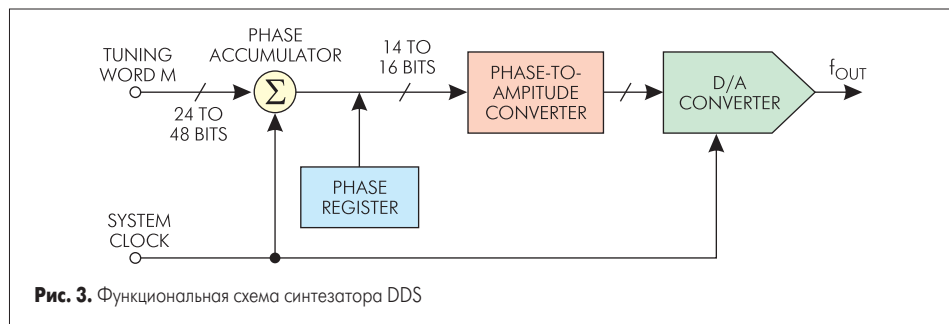 TUNING
WORD M
24 TO
48 BITS
PHASE
ACCUMULATOR
Σ
14 TO
16 BITS
PHASE
REGISTER
PHASE-TO-
AMPITUDE
CONVERTER
D/A
CONVERTER
fOUT
SYSTEM
CLOCK
Рис. 3. Функциональная схема синтезатора DDS